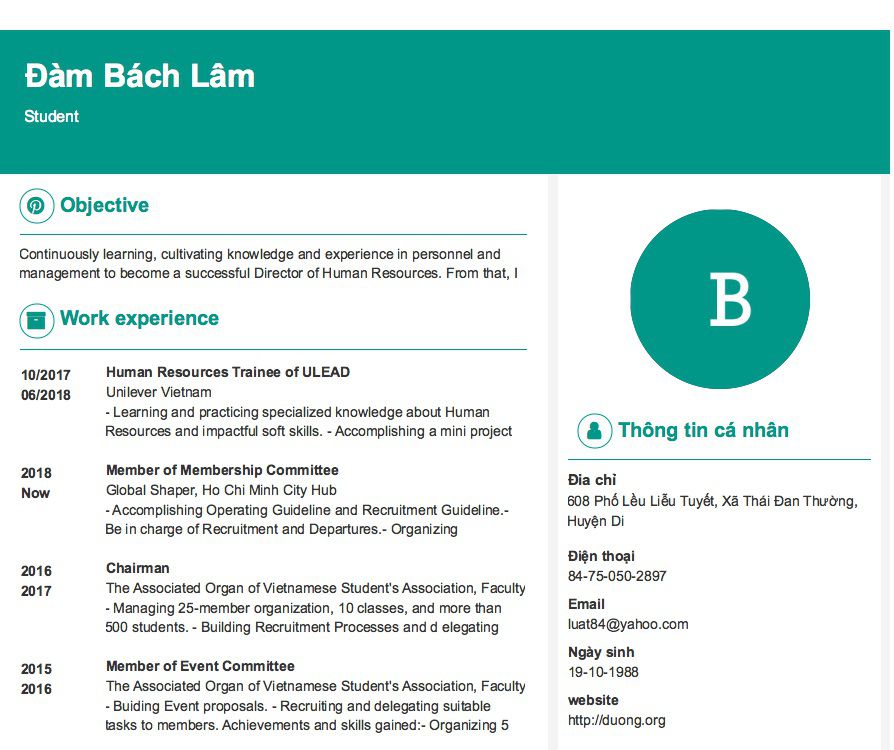 Đàm Bách Lâm
Student
Objective
Continuously learning, cultivating knowledge and experience in personnel and
management to become a successful Director of Human Resources. From that, I
Work experience
10/2017
06/2018
Human Resources Trainee of ULEAD
Unilever Vietnam
- Learning and practicing specialized knowledge about Human
Resources and impactful soft skills. - Accomplishing a mini project
2018
Now
Member of Membership Committee
Global Shaper, Ho Chi Minh City Hub
- Accomplishing Operating Guideline and Recruitment Guideline.-
Be in charge of Recruitment and Departures.- Organizing
2016
2017
Chairman
The Associated Organ of Vietnamese Student's Association, Faculty
- Managing 25-member organization, 10 classes, and more than
500 students. - Building Recruitment Processes and d elegating
2015
2016
Member of Event Committee
The Associated Organ of Vietnamese Student's Association, Faculty
- Buiding Event proposals. - Recruiting and delegating suitable
tasks to members. Achievements and skills gained:- Organizing 5
B
Thông tin cá nhân
Đia chỉ
608 Phố Lều Liễu Tuyết, Xã Thái Đan Thường,
Huyện Di
Điện thoại
84-75-050-2897
Email
luat84@yahoo.com
Ngày sinh
19-10-1988
website
http://duong.org